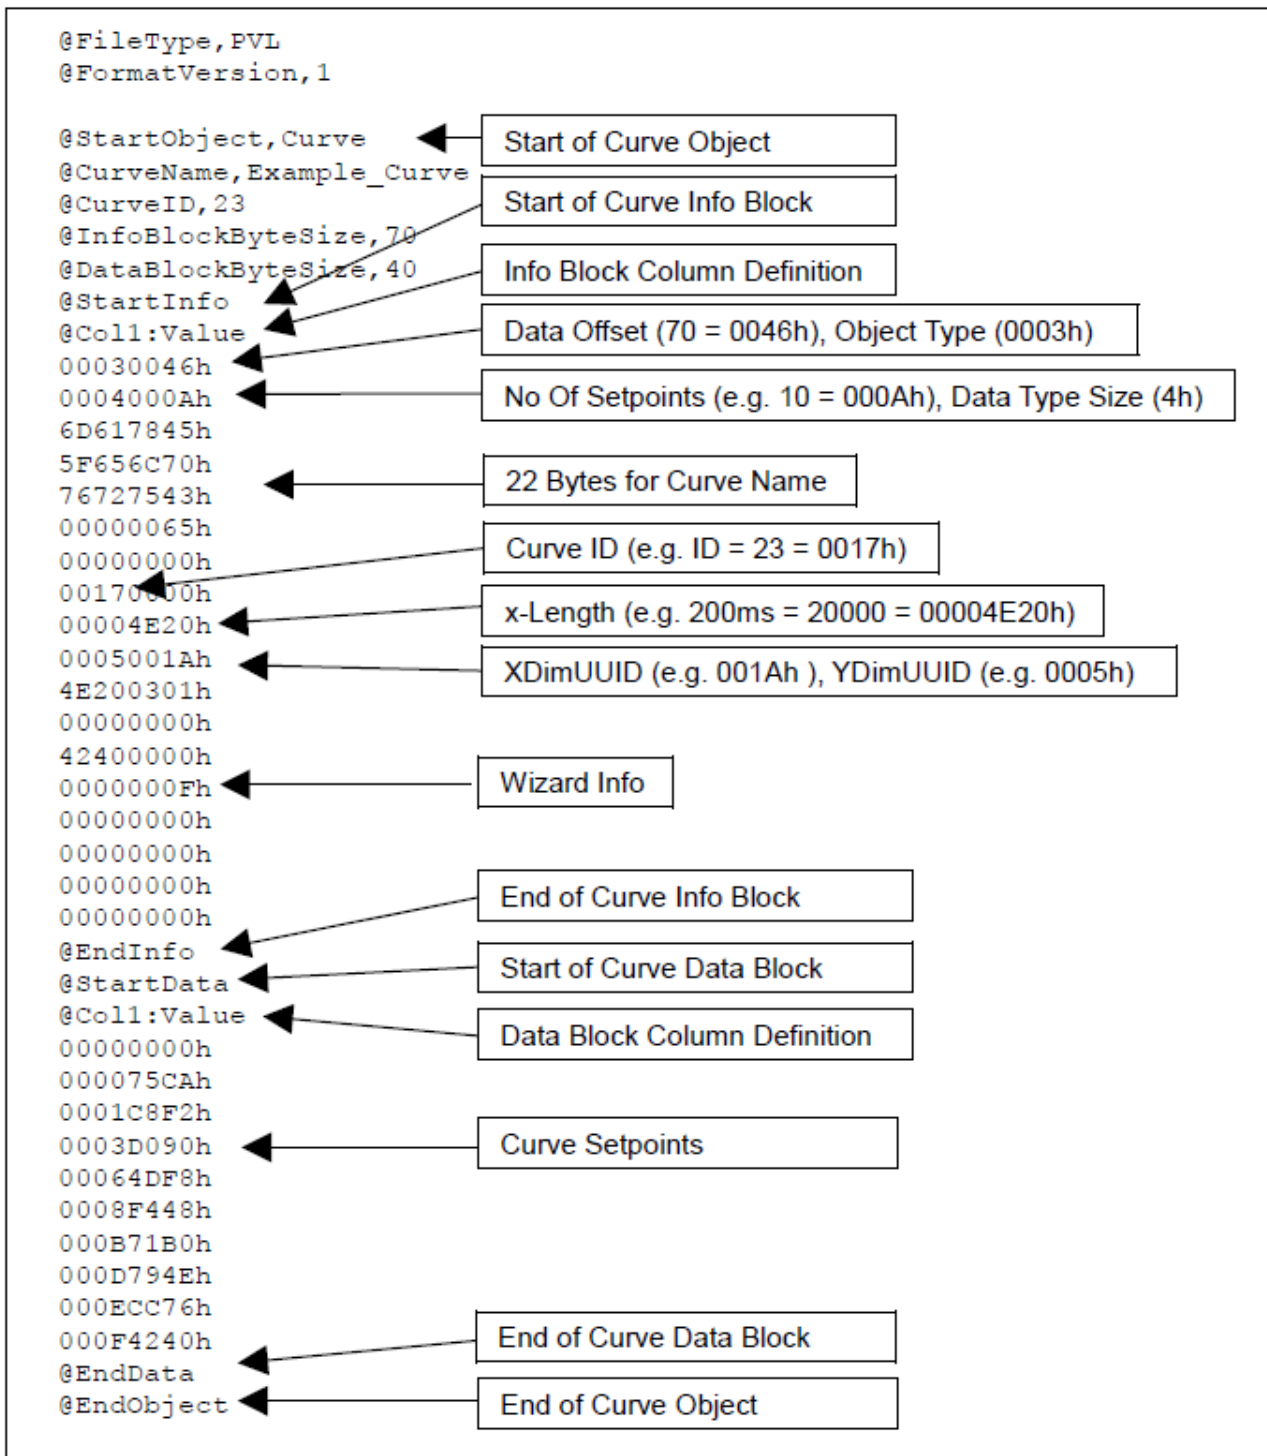 @FileType,PVL
@FormatVersion,1
@StartObject,Curve
Start of Curve Object
@CurveName,Example_Curve
@CurveID,23
Start of Curve Info Block
@InfoBlockByteSize,70
@DataBlockByteSize,40
Info Block Column Definition
@StartInfo
@Col1:Value
Data Offset (70 = 0046h), Object Type (0003h)
00030046h
0004000Ah
No Of Setpoints (e.g. 10 = 000Ah), Data Type Size (4h)
6D617845h
5F656C70h
76727543h
22 Bytes for Curve Name
00000065h
00000000h
Curve ID (e.g. ID = 23 = 0017h)
00170000h
00004E20h
x-Length (e.g. 200ms = 20000 = 00004E20h)
0005001Ah
XDimUUID (e.g. 001Ah ), YDimUUID (e.g. 0005h)
4E200301h
00000000h
42400000h
0000000Fh
Wizard Info
00000000h
00000000h
00000000h
End of Curve Info Block
00000000h
@EndInfo
@StartData
Start of Curve Data Block
@Col1:Value
Data Block Column Definition
00000000h
000075CAh
0001C8F2h
0003D090h
Curve Setpoints
00064DF8h
0008F448h
000B71B0h
000D794Eh
000ECC76h
000F4240h
End of Curve Data Block
@EndData
@EndObject
End of Curve Object